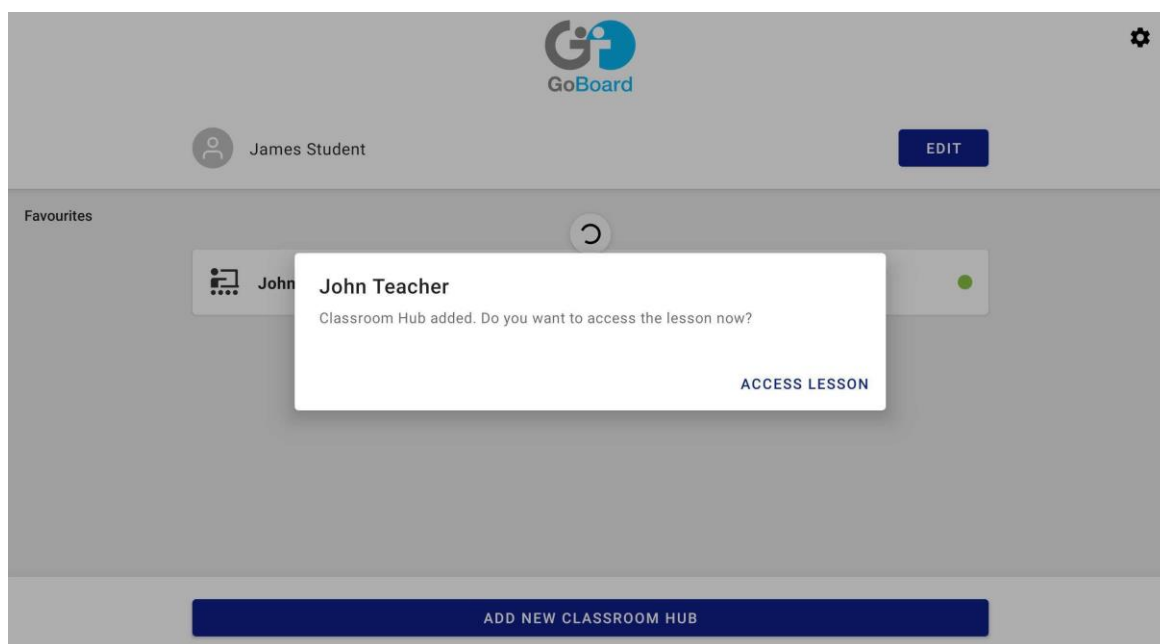 GoBoard
James Student
EDIT
Favourites
John
John Teacher
Classroom Hub added. Do you want to access the lesson now?
ACCESS LESSON
ADD NEW CLASSROOM HUB